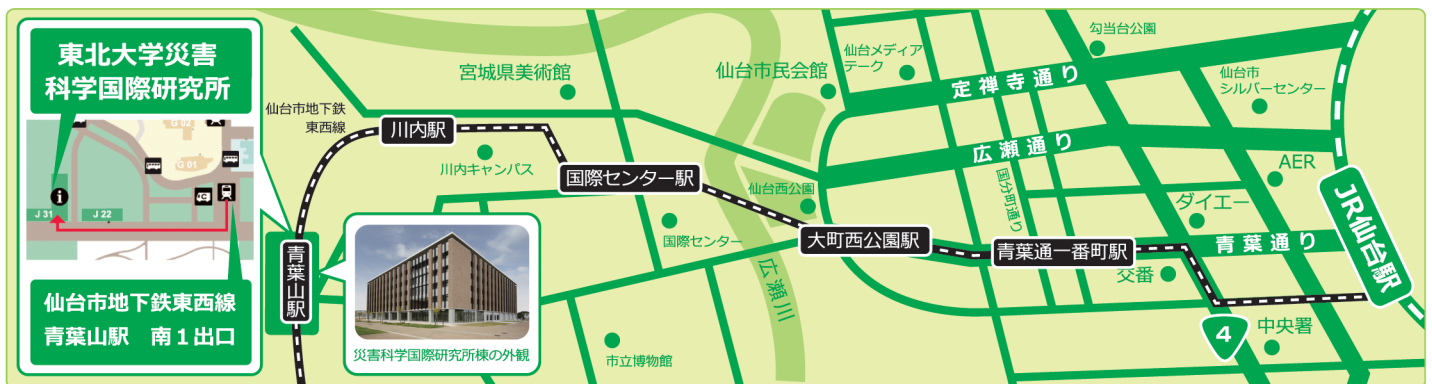 東北大学災害
科学国際研究所
G 02
G 01
J 31
J 22
仙台市地下鉄東西線
青葉山駅 南1出口
仙台市地下鉄
東西線
青葉山駅
川内駅
川内キャンパス
宮城県美術館
国際センター駅
国際センター
災害科学国際研究所棟の外観
市立博物館
仙台市民会館
仙台メディア
テーク
仙台西公園
広瀬川
大町西公園駅
定禅寺通り
広瀬通り
国分町通り
青葉通一番町駅
勾当台公園
仙台市
シルバーセンター
AER
ダイエー
青葉通り
交番
4
中央署
JR仙台駅